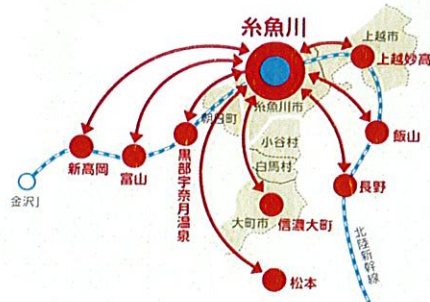 糸魚川
上越市
上越妙高
糸魚川市
朝日町
小谷村
白馬村
飯山
黒部宇奈月温泉
富山
新高岡
金沢
長野
大町市
信濃大町
松本
北陸新幹線